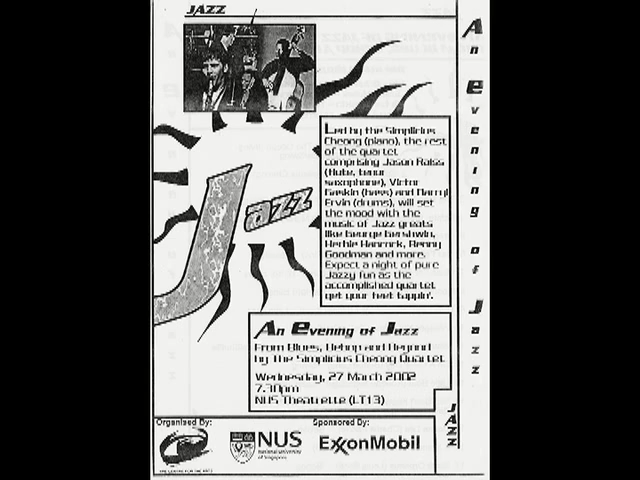 JAZZ
An Evening of Jazz
Led by the Simplicius
Cheong (piano), the rest
of the quartet
comprising Jason Raiss
(flute, tenor
saxophone), Victor
Gaskin (bass) and Darryl
Ervin (drums), will set
the mood with the
music of Jazz greats
like George Gershwin,
Herbie Hancock, Benny
Goodman and more.
Expect a night of pure
Jazzy fun as the
accomplished quartet
get your feet tappin'.
Jazz
An Evening of Jazz
From Blues, Bebop and Beyond
by The Simplicius Cheong Quartet
Wednesday, 27 March 2002
7.30pm
NUS Theatrette (LT13)
JAZZ
Organised By:
Sponsored By:
THE CENTRE FOR THE ARTS
NUS
National University
of Singapore
ExxonMobil